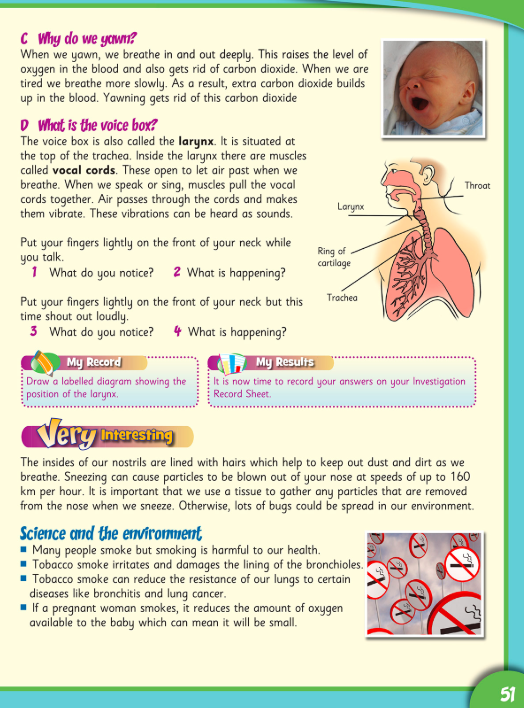 C Why do we yawn?
When we yawn, we breathe in and out deeply. This raises the level of
oxygen in the blood and also gets rid of carbon dioxide. When we are
tired we breathe more slowly. As a result, extra carbon dioxide builds
up in the blood. Yawning gets rid of this carbon dioxide
D What is the voice box?
The voice box is also called the larynx. It is situated at
the top of the trachea. Inside the larynx there are muscles
called vocal cords. These open to let air past when we
breathe. When we speak or sing, muscles pull the vocal
cords together. Air passes through the cords and makes
them vibrate. These vibrations can be heard as sounds.
Throat
Larynx
Ring of
cartilage
Trachea
Put your fingers lightly on the front of your neck while
you talk.
1 What do you notice? 2 What is happening?
Put your fingers lightly on the front of your neck but this
time shout out loudly.
3 What do you notice? 4 What is happening?
My Record
Draw a labelled diagram showing the
position of the larynx.
My Results
It is now time to record your answers on your Investigation
Record Sheet.
Very Interesting
The insides of our nostrils are lined with hairs which help to keep out dust and dirt as we
breathe. Sneezing can cause particles to be blown out of your nose at speeds of up to 160
km per hour. It is important that we use a tissue to gather any particles that are removed
from the nose when we sneeze. Otherwise, lots of bugs could be spread in our environment.
Science and the environment
■ Many people smoke but smoking is harmful to our health.
■ Tobacco smoke irritates and damages the lining of the bronchioles.
■ Tobacco smoke can reduce the resistance of our lungs to certain
diseases like bronchitis and lung cancer.
■ If a pregnant woman smokes, it reduces the amount of oxygen
available to the baby which can mean it will be small.
51